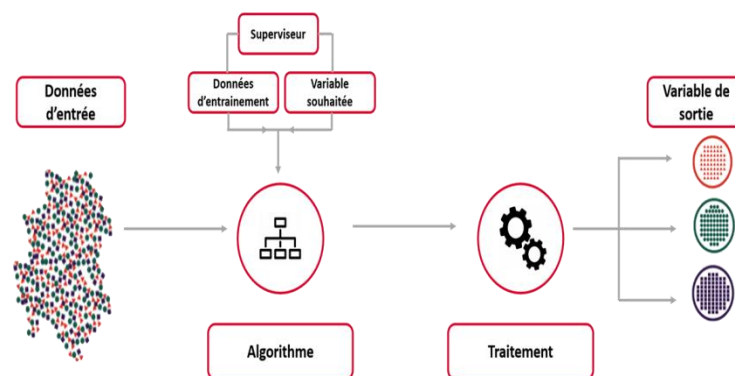 Superviseur
Données
d'entrée
Données
d'entrainement
Variable
souhaitée
Variable de
sortie
Algorithme
Traitement